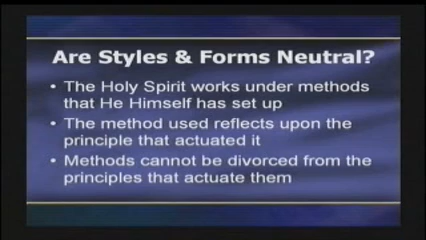 Are Styles & Forms Neutral?
• The Holy Spirit works under methods
that He Himself has set up
• The method used reflects upon the
principle that actuated it
• Methods cannot be divorced from the
principles that actuate them